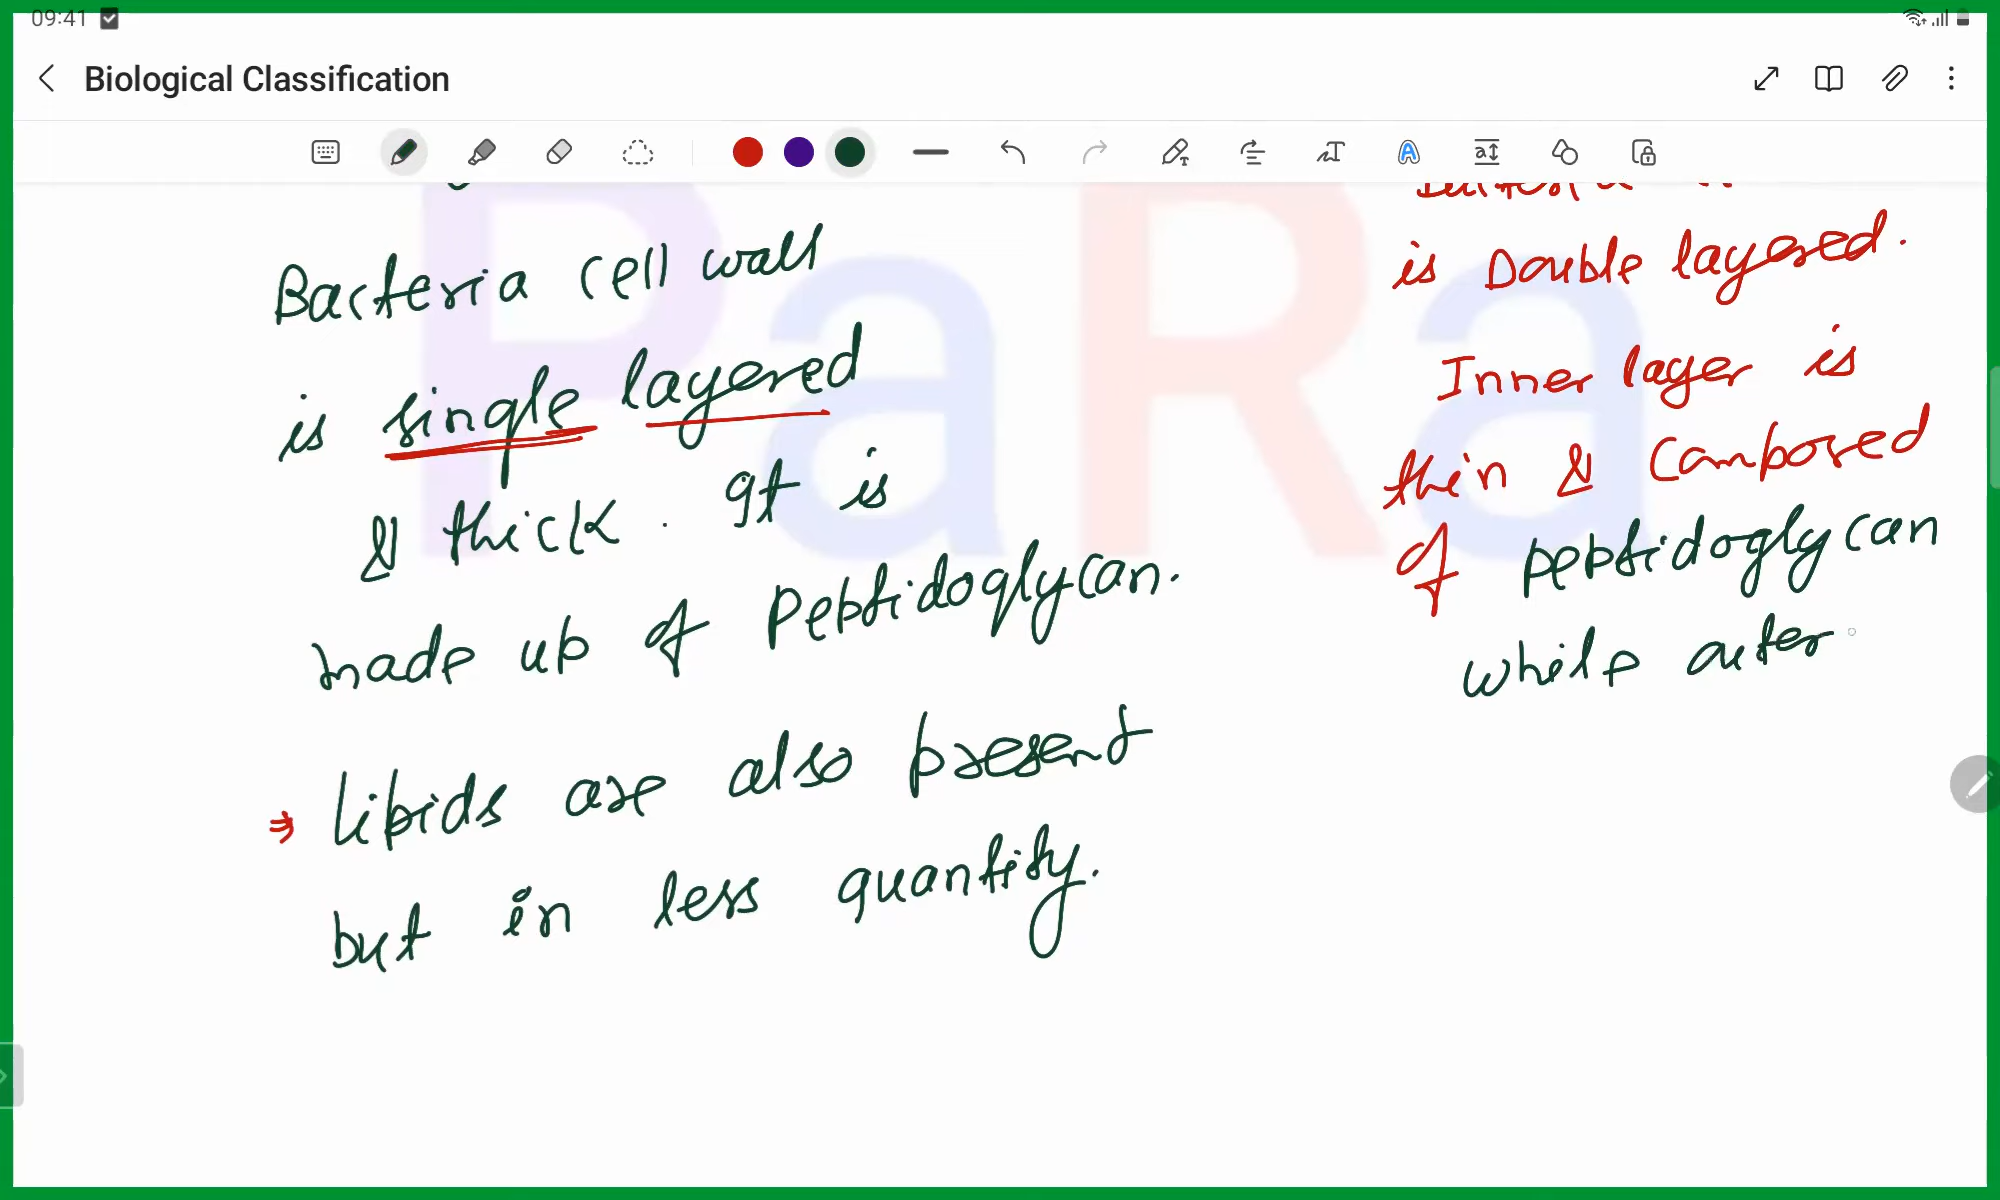 09:41
Biological Classification
PaRa
Bacteria cell wall
is single layered
& thick. It is
made up of Peptidoglycan.
⇒ lipids are also present
but in less quantity.
is Double layered.
Inner layer is
thin & Composed
of peptidoglycan
while outer